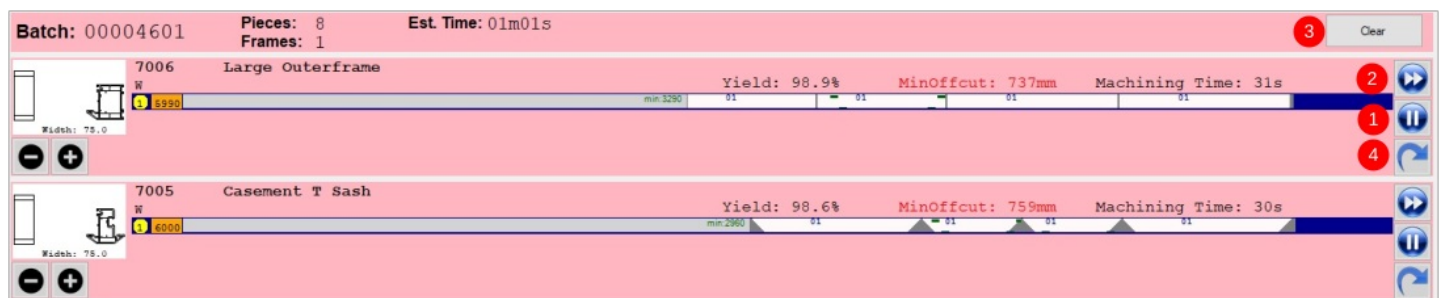 Batch: 00004601 Pieces: 8 Est. Time: 01m01s
Frames: 1
3 Clear
7006 Large Outerframe
W Yield: 98.9% MinOffcut: 737mm Machining Time: 31s 2
1 5990 min:3290 01 01 01 01
1
Width: 75.0
4
7005 Casement T Sash
W Yield: 98.6% MinOffcut: 759mm Machining Time: 30s
1 6000 min:2960 01 01 01 01
Width: 75.0